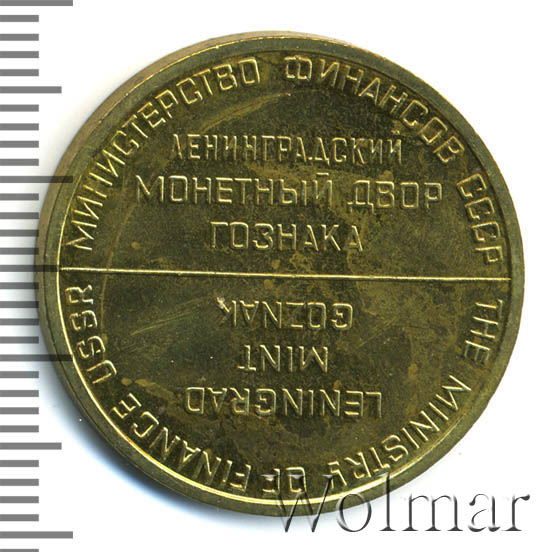 МИНИСТЕРСТВО ФИНАНСОВ СССР
ЛЕНИНГРАДСКИЙ
МОНЕТНЫЙ ДВОР
ГОЗНАКА
LENINGRAD
MINT
GOZNAK
THE MINISTRY OF FINANCE USSR
Wolmar